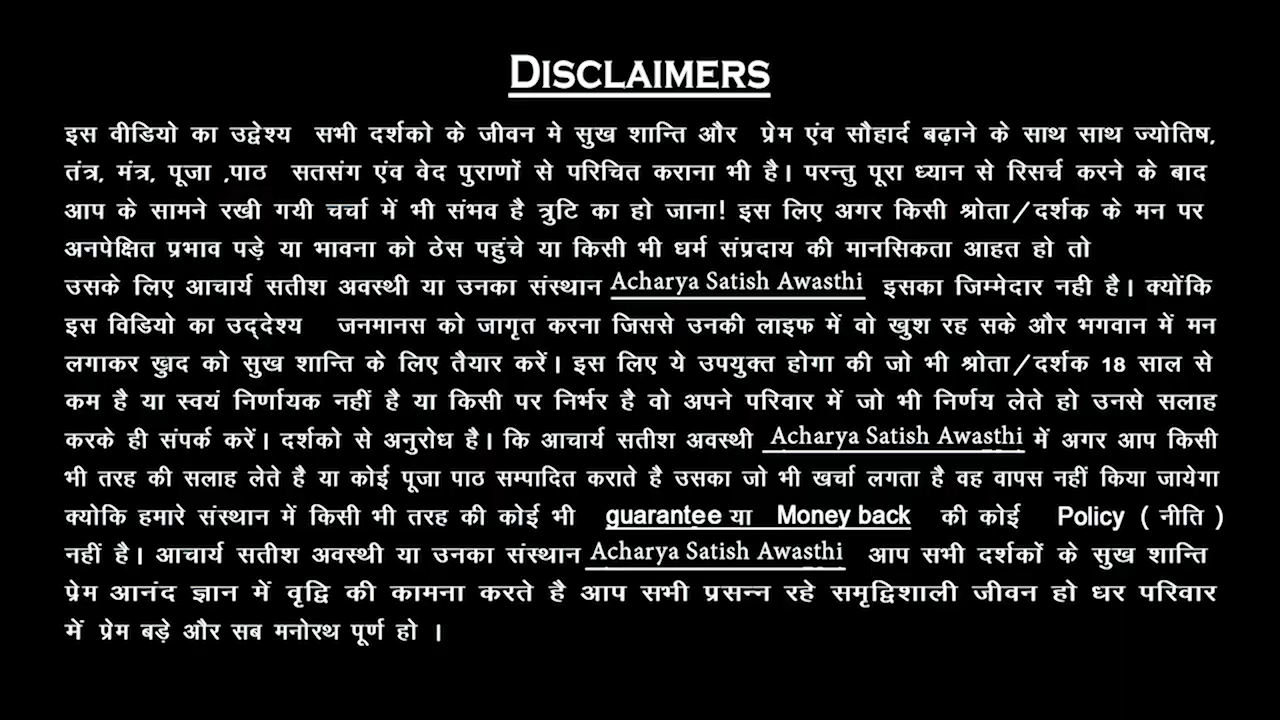 DISCLAIMERS
इस वीडियो का उद्वेश्य सभी दर्शको के जीवन मे सुख शान्ति और प्रेम एंव सौहार्द बढ़ाने के साथ साथ ज्योतिष,
तंत्र, मंत्र, पूजा ,पाठ सतसंग एंव वेद पुराणों से परिचित कराना भी है। परन्तु पूरा ध्यान से रिसर्च करने के बाद
आप के सामने रखी गयी चर्चा में भी संभव है त्रुटि का हो जाना! इस लिए अगर किसी श्रोता/दर्शक के मन पर
अनपेक्षित प्रभाव पड़े या भावना को ठेस पहुंचे या किसी भी धर्म संप्रदाय की मानसिकता आहत हो तो
उसके लिए आचार्य सतीश अवस्थी या उनका संस्थान Acharya Satish Awasthi इसका जिम्मेदार नही है। क्योंकि
इस विडियो का उद्देश्य जनमानस को जागृत करना जिससे उनकी लाइफ में वो खुश रह सके और भगवान में मन
लगाकर खुद को सुख शान्ति के लिए तैयार करें। इस लिए ये उपयुक्त होगा की जो भी श्रोता/दर्शक 18 साल से
कम है या स्वयं निर्णायक नहीं है या किसी पर निर्भर है वो अपने परिवार में जो भी निर्णय लेते हो उनसे सलाह
करके ही संपर्क करें। दर्शको से अनुरोध है। कि आचार्य सतीश अवस्थी Acharya Satish Awasthi में अगर आप किसी
भी तरह की सलाह लेते है या कोई पूजा पाठ सम्पादित कराते है उसका जो भी खर्चा लगता है वह वापस नहीं किया जायेगा
क्योकि हमारे संस्थान में किसी भी तरह की कोई भी guarantee या Money back की कोई Policy ( नीति )
नहीं है। आचार्य सतीश अवस्थी या उनका संस्थान Acharya Satish Awasthi आप सभी दर्शकों के सुख शान्ति
प्रेम आनंद ज्ञान में वृद्वि की कामना करते है आप सभी प्रसन्न रहे समृद्विशाली जीवन हो धर परिवार
में प्रेम बड़े और सब मनोरथ पूर्ण हो ।